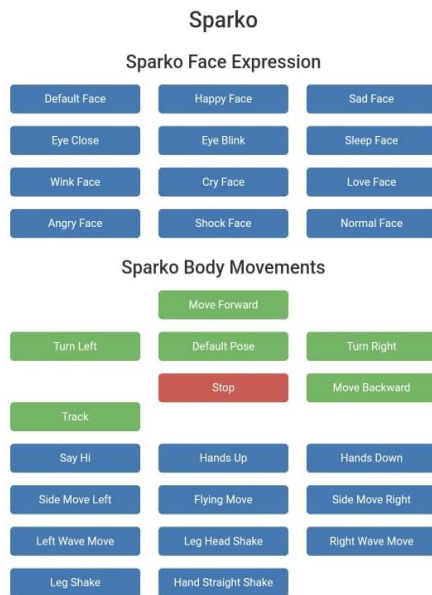 Sparko
Sparko Face Expression
Default Face Happy Face Sad Face
Eye Close Eye Blink Sleep Face
Wink Face Cry Face Love Face
Angry Face Shock Face Normal Face
Sparko Body Movements
Move Forward
Turn Left Default Pose Turn Right
Stop Move Backward
Track
Say Hi Hands Up Hands Down
Side Move Left Flying Move Side Move Right
Left Wave Move Leg Head Shake Right Wave Move
Leg Shake Hand Straight Shake